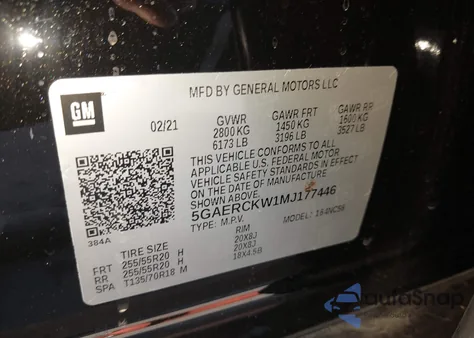 MFD BY GENERAL MOTORS LLC
GM
02/21 GVWR GAWR FRT GAWR RR
2800 KG 1450 KG 1600 KG
6173 LB 3196 LB 3527 LB
THIS VEHICLE CONFORMS TO ALL
APPLICABLE U.S. FEDERAL MOTOR
VEHICLE SAFETY STANDARDS IN EFFECT
ON THE DATE OF MANUFACTURE
SHOWN ABOVE.
5GAERCKW1MJ177446
TYPE: M.P.V. MODEL:
384A
TIRE SIZE RIM
FRT 255/55R20 H 20X8J
RR 255/55R20 H 20X8J
SPA T135/70R18 M 18X4.5B
autoSnap